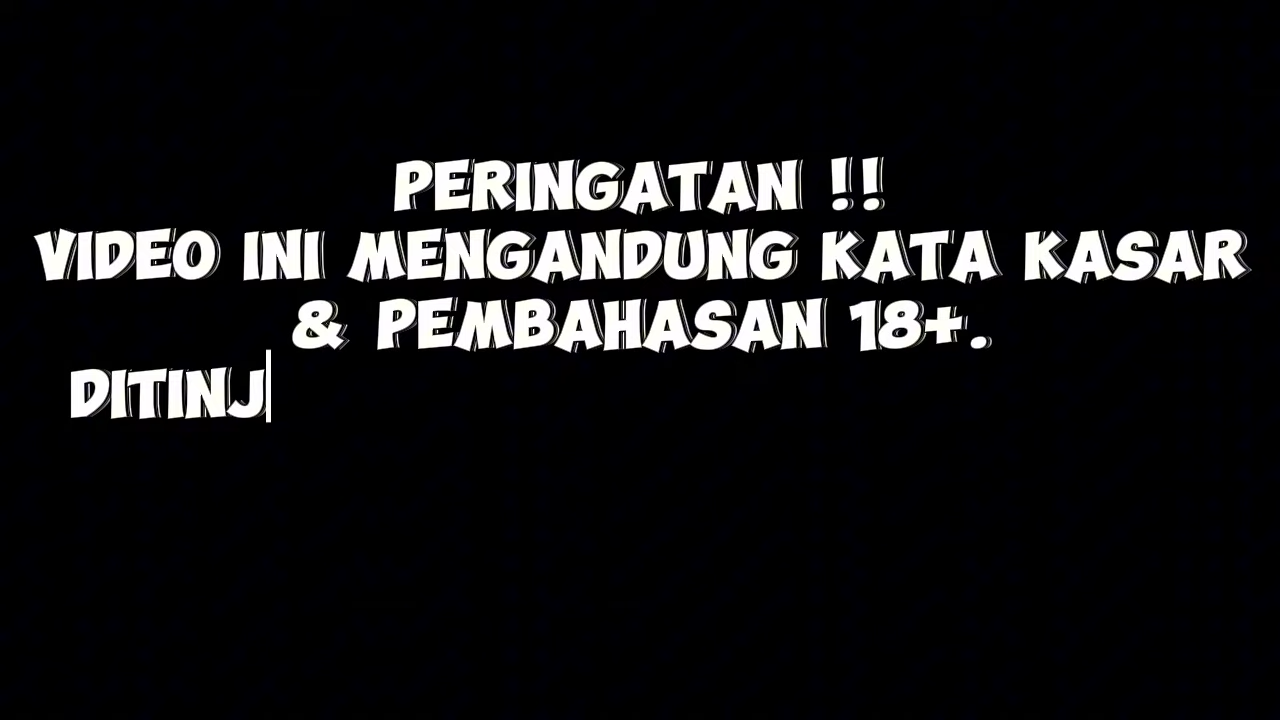 PERINGATAN !!
VIDEO INI MENGANDUNG KATA KASAR
& PEMBAHASAN 18+.
DITINJ